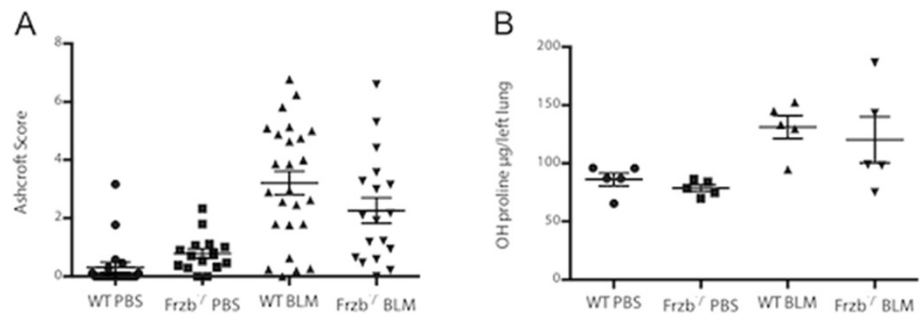 A
B
8
6
4
2
0
Ashcroft Score
WT PBS
Frzb-/- PBS
WT BLM
Frzb-/- BLM
200
150
100
50
0
OH proline µg/left lung
WT PBS
Frzb-/- PBS
WT BLM
Frzb-/- BLM